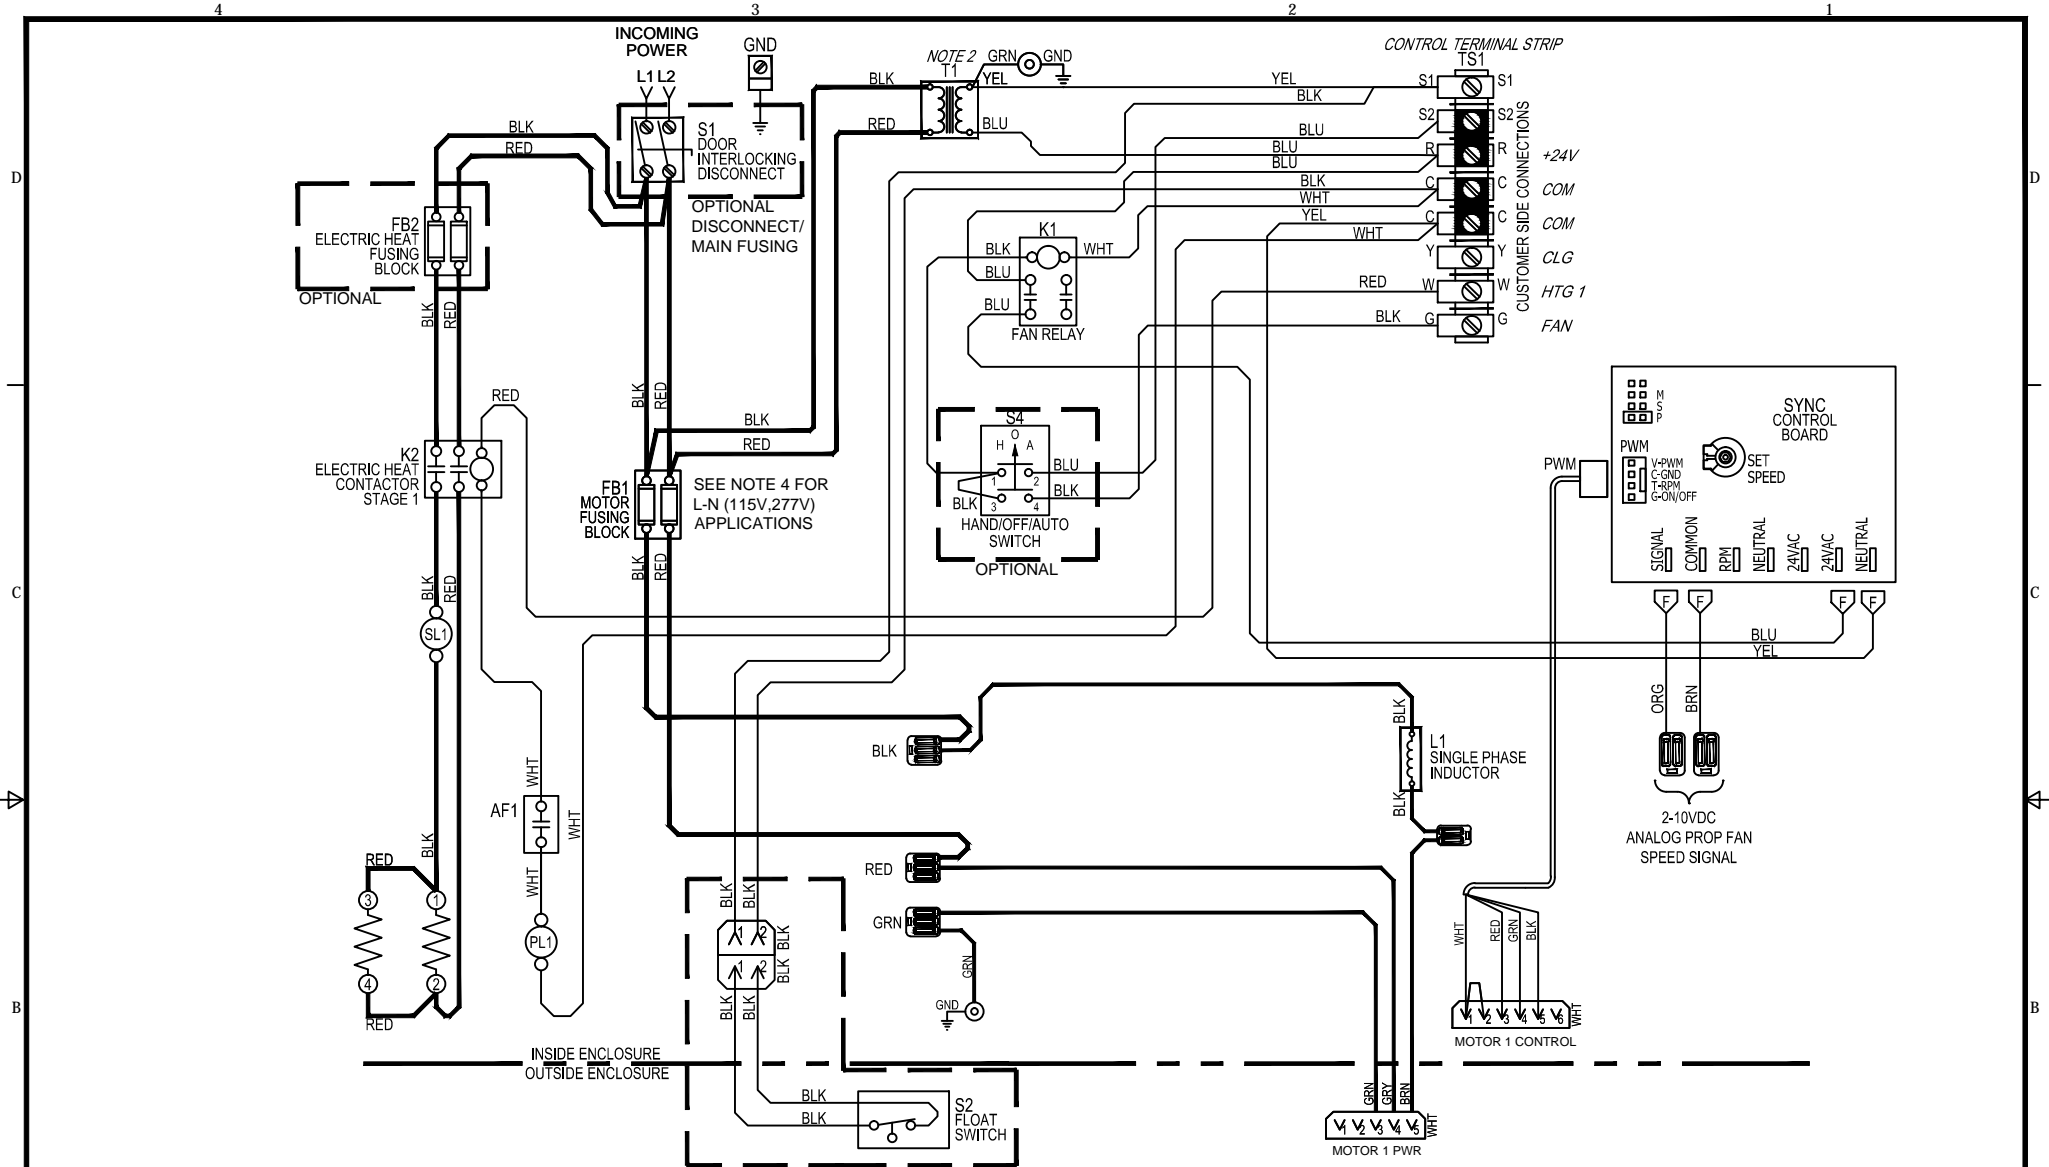 4 3 2 1
INCOMING
POWER
L1 L2
GND
NOTE 2
T1
GRN
GND
YEL
BLK
RED
BLU
CONTROL TERMINAL STRIP
TS1
YEL
BLK
BLU
BLU
BLU
BLK
WHT
YEL
WHT
RED
BLK
S1 S1
S2 S2
R R +24V
C C COM
C C COM
Y Y CLG
W W HTG 1
G G FAN
CUSTOMER SIDE CONNECTIONS
D
D
BLK
RED
S1
DOOR
INTERLOCKING
DISCONNECT
OPTIONAL
DISCONNECT/
MAIN FUSING
FB2
ELECTRIC HEAT
FUSING
BLOCK
OPTIONAL
BLK
RED
K1
BLK
WHT
BLU
BLU
FAN RELAY
RED
BLK
RED
BLK
RED
K2
ELECTRIC HEAT
CONTACTOR
STAGE 1
FB1
MOTOR
FUSING
BLOCK
SEE NOTE 4 FOR
L-N (115V,277V)
APPLICATIONS
BLK
RED
S4
H O A
1 2
3 4
BLU
BLK
BLK
HAND/OFF/AUTO
SWITCH
OPTIONAL
M
S
P
SYNC
CONTROL
BOARD
PWM
PWM
V-PWM
C-GND
T-RPM
G-ON/OFF
SET
SPEED
SIGNAL
COMMON
RPM
NEUTRAL
24VAC
24VAC
NEUTRAL
F F F F
C
C
BLK
RED
SL1
BLU
YEL
ORG
BRN
2-10VDC
ANALOG PROP FAN
SPEED SIGNAL
BLK
BLK
L1
SINGLE PHASE
INDUCTOR
BLK
WHT
AF1
WHT
WHT
PL1
BLK
RED
3 1
4 2
RED
RED
GRN
GRN
GND
BLK
BLK
1 2
BLK
BLK
1 2
BLK
BLK
WHT
RED
GRN
BLK
1 2 3 4 5 6
WHT
MOTOR 1 CONTROL
B
B
INSIDE ENCLOSURE
OUTSIDE ENCLOSURE
BLK
BLK
S2
FLOAT
SWITCH
GRN
GRY
BRN
1 2 3 4 5
WHT
MOTOR 1 PWR